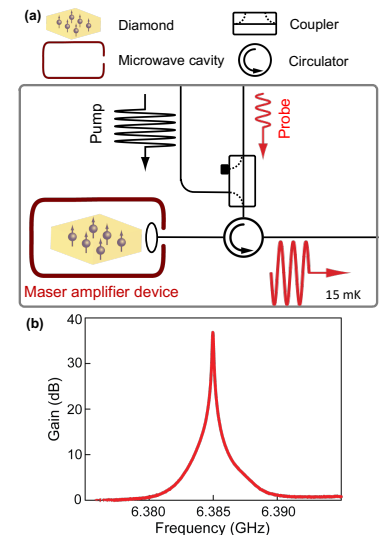 (a)
Diamond
Coupler
Microwave cavity
Circulator
Pump
Probe
Maser amplifier device
15 mK
(b)
40
30
20
10
0
Gain (dB)
6.380 6.385 6.390
Frequency (GHz)